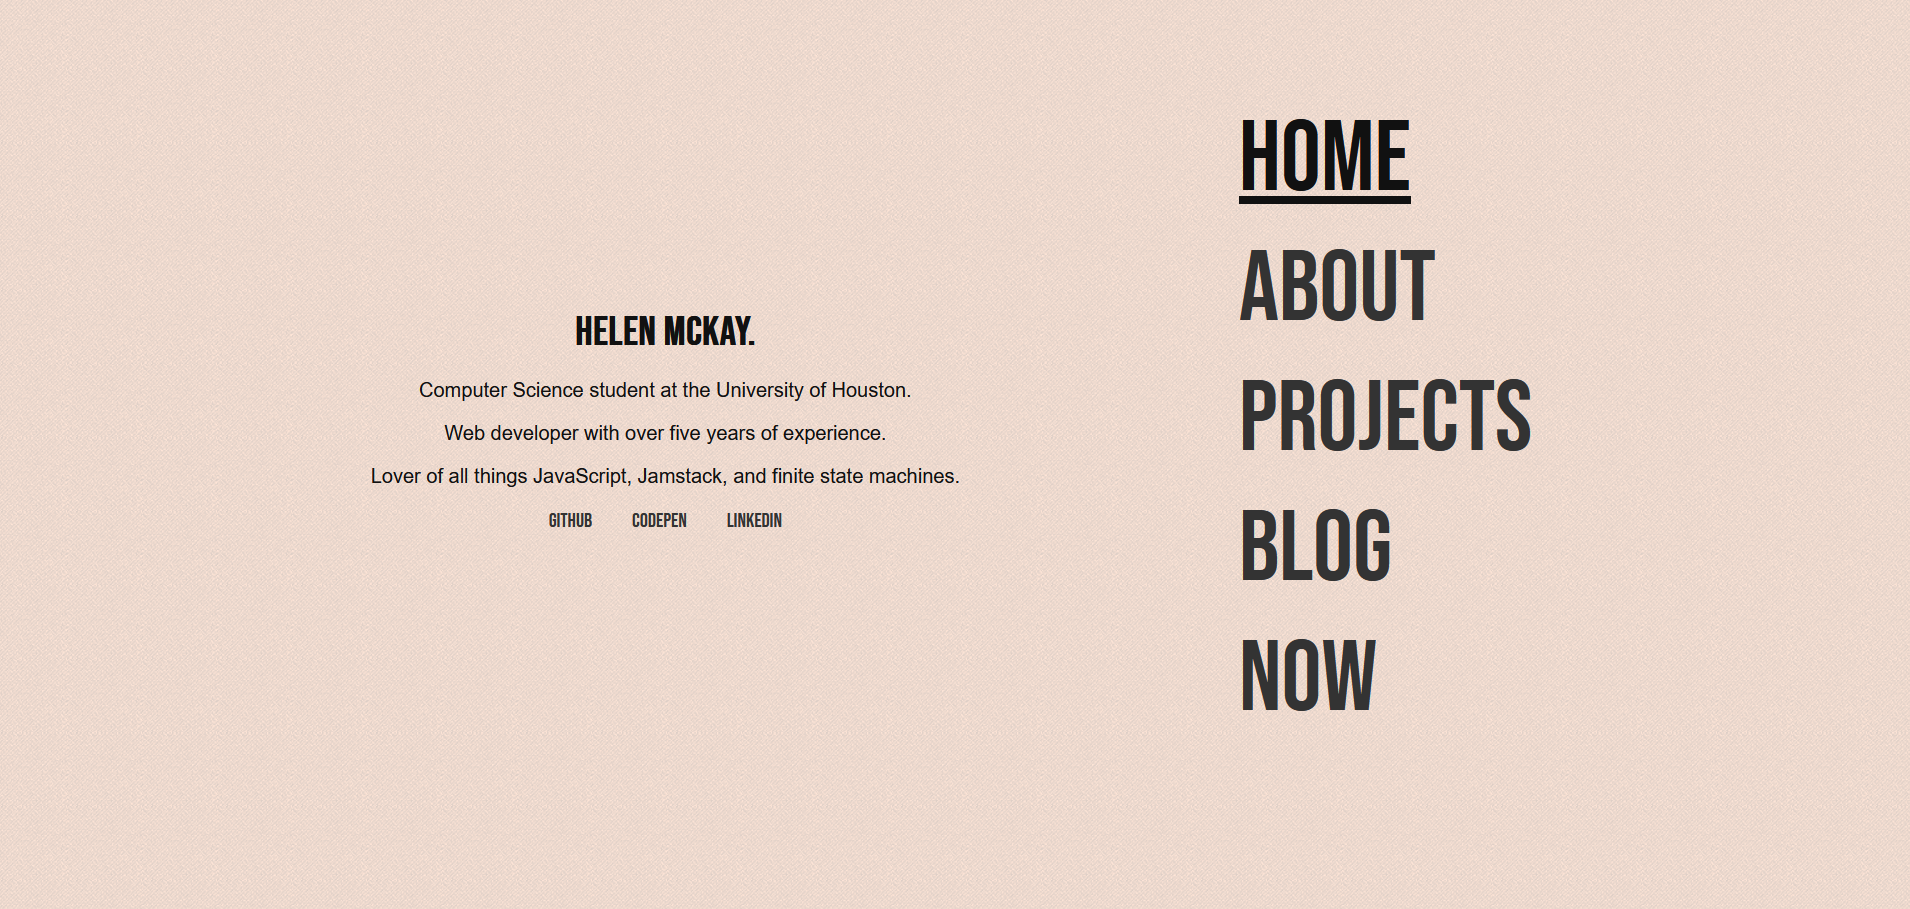 HELEN MCKAY.
Computer Science student at the University of Houston.
Web developer with over five years of experience.
Lover of all things JavaScript, Jamstack, and finite state machines.
GITHUB CODEPEN LINKEDIN
HOME
ABOUT
PROJECTS
BLOG
NOW